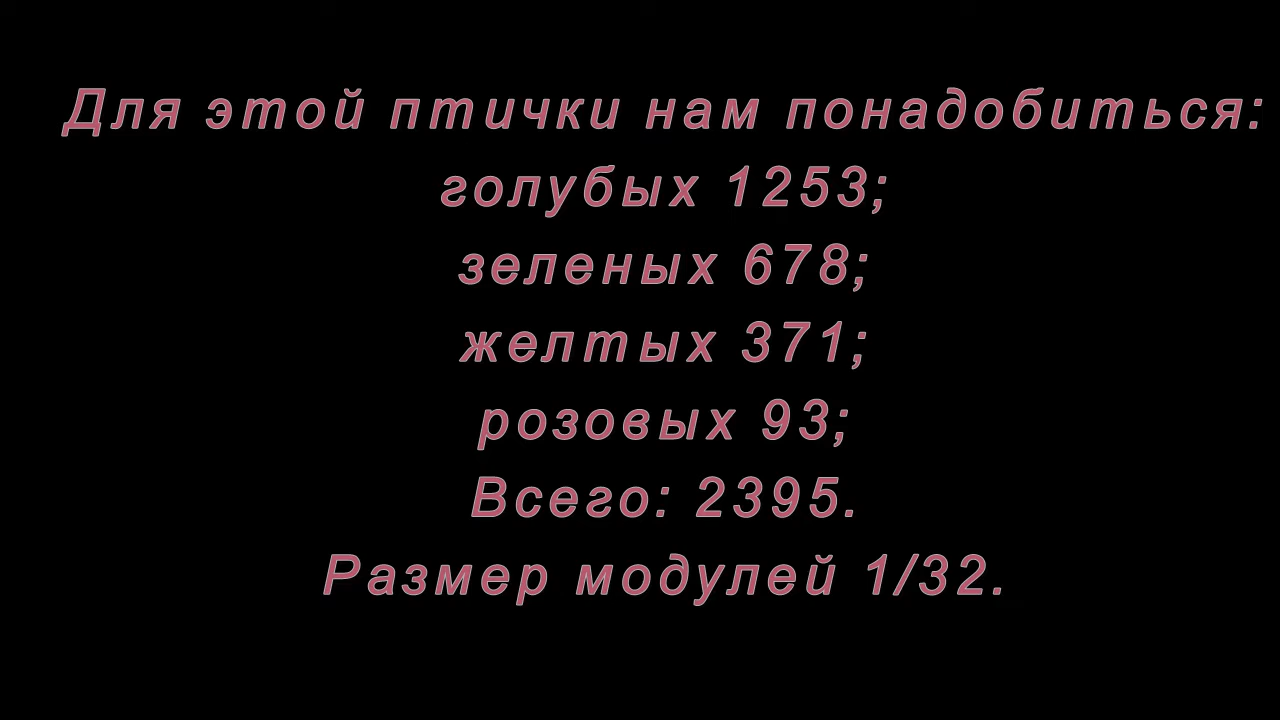 Для этой птички нам понадобиться:
голубых 1253;
зеленых 678;
желтых 371;
розовых 93;
Всего: 2395.
Размер модулей 1/32.